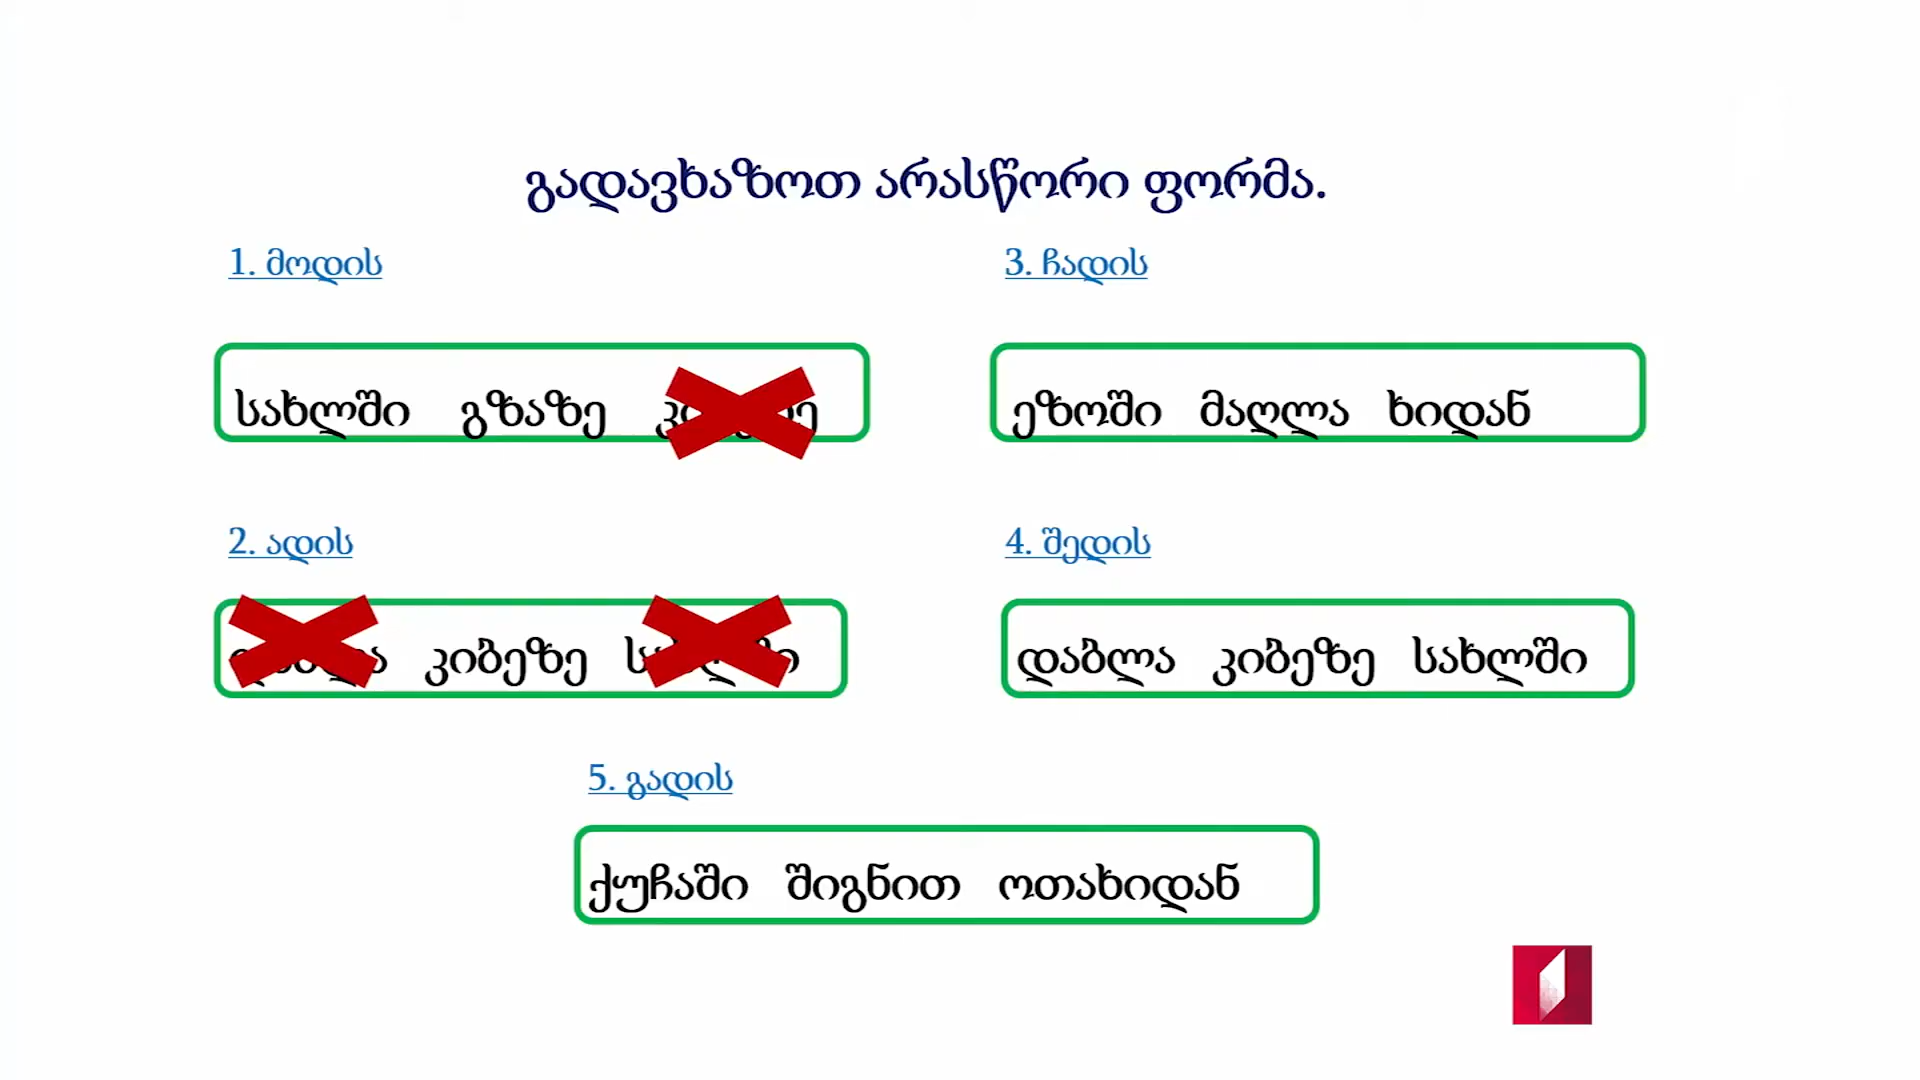 გადავხაზოთ არასწორი ფორმა.
1. მოდის
სახლში გზაზე
2. ადის
კიბეზე
3. ჩადის
ეზოში მაღლა ხიდან
4. შედის
დაბლა კიბეზე სახლში
5. გადის
ქუჩაში შიგნით ოთახიდან